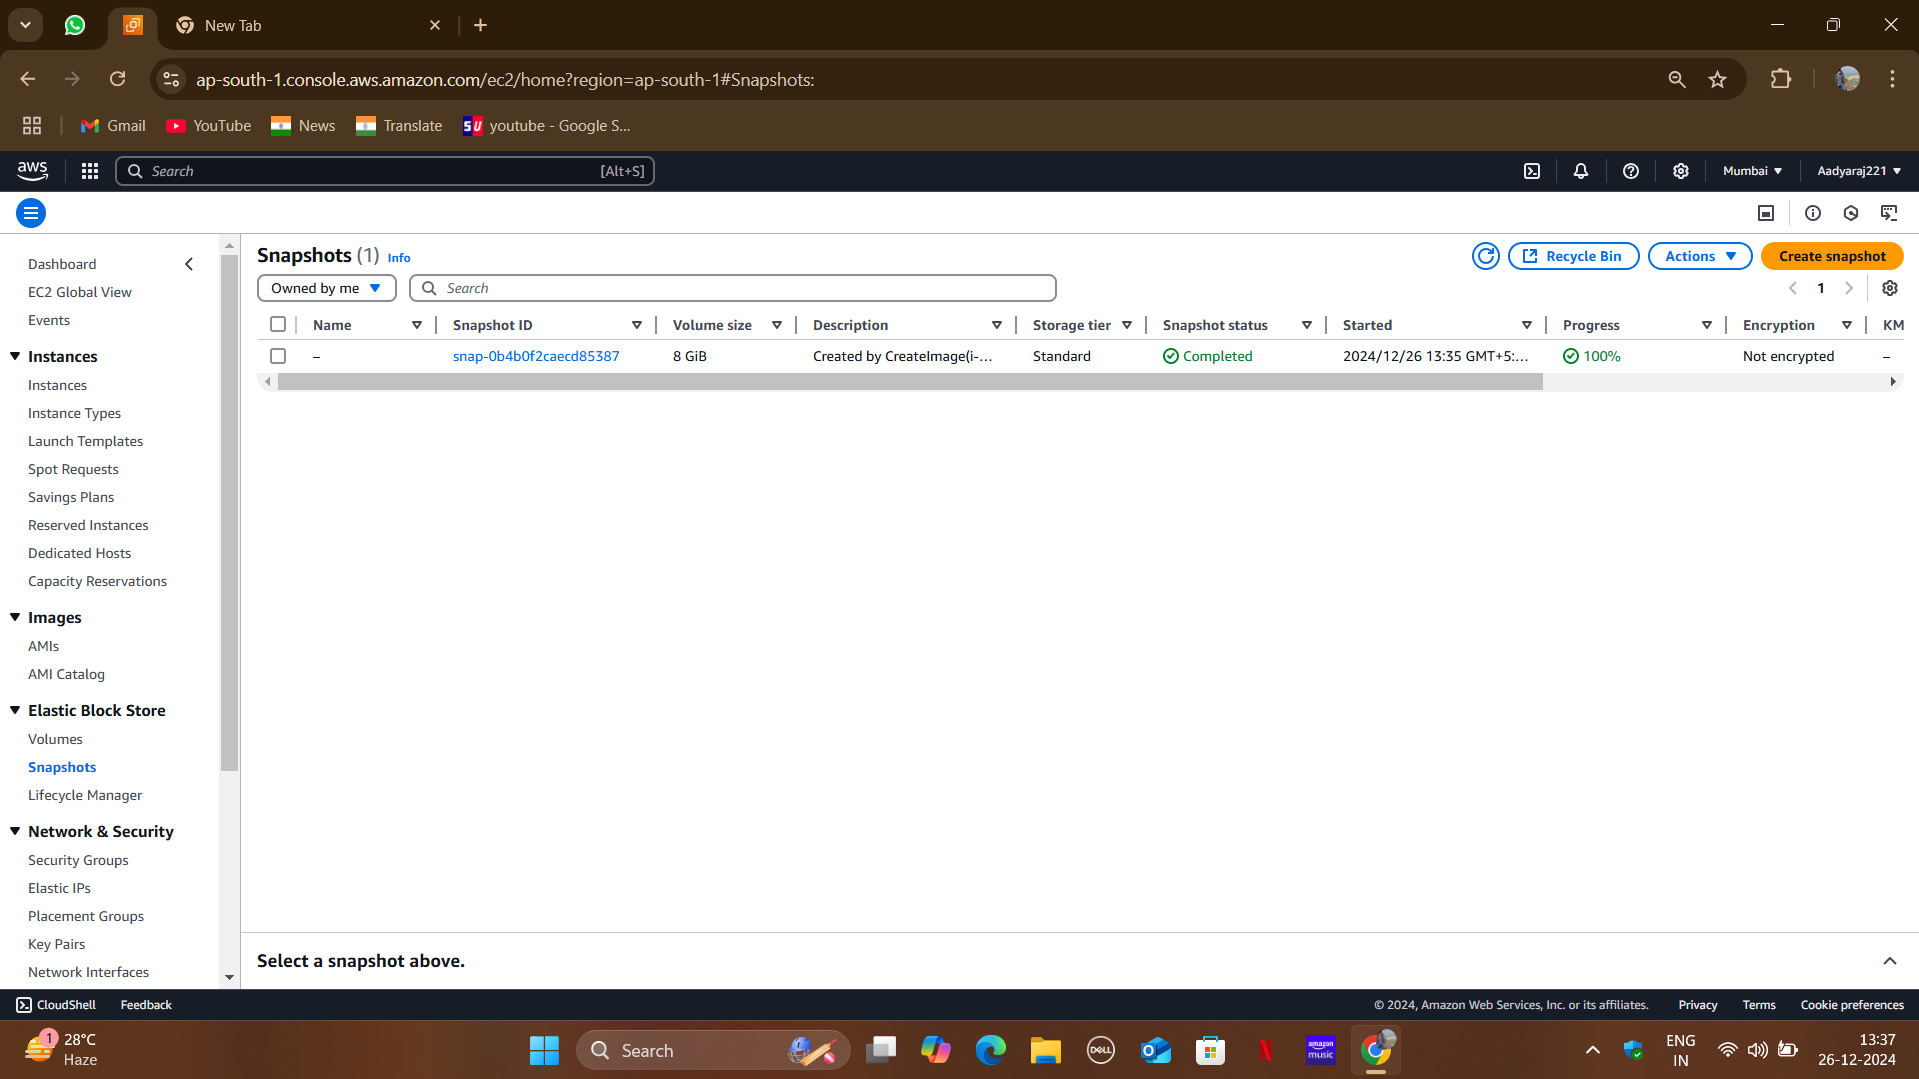 New Tab
ap-south-1.console.aws.amazon.com/ec2/home?region=ap-south-1#Snapshots:
Gmail YouTube News Translate SU youtube - Google S...
aws Search [Alt+S] Mumbai Aadyaraj221
Dashboard
EC2 Global View
Events
Instances
Instances
Instance Types
Launch Templates
Spot Requests
Savings Plans
Reserved Instances
Dedicated Hosts
Capacity Reservations
Images
AMIs
AMI Catalog
Elastic Block Store
Volumes
Snapshots
Lifecycle Manager
Network & Security
Security Groups
Elastic IPs
Placement Groups
Key Pairs
Network Interfaces
Snapshots (1) Info Recycle Bin Actions Create snapshot
Owned by me Search 1
Name Snapshot ID Volume size Description Storage tier Snapshot status Started Progress Encryption KM
– snap-0b4b0f2caecd85387 8 GiB Created by CreateImage(i-... Standard Completed 2024/12/26 13:35 GMT+5:... 100% Not encrypted –
Select a snapshot above.
CloudShell Feedback © 2024, Amazon Web Services, Inc. or its affiliates. Privacy Terms Cookie preferences
1 28°C
Haze
Search
DELL
amazon music
ENG
IN
13:37
26-12-2024